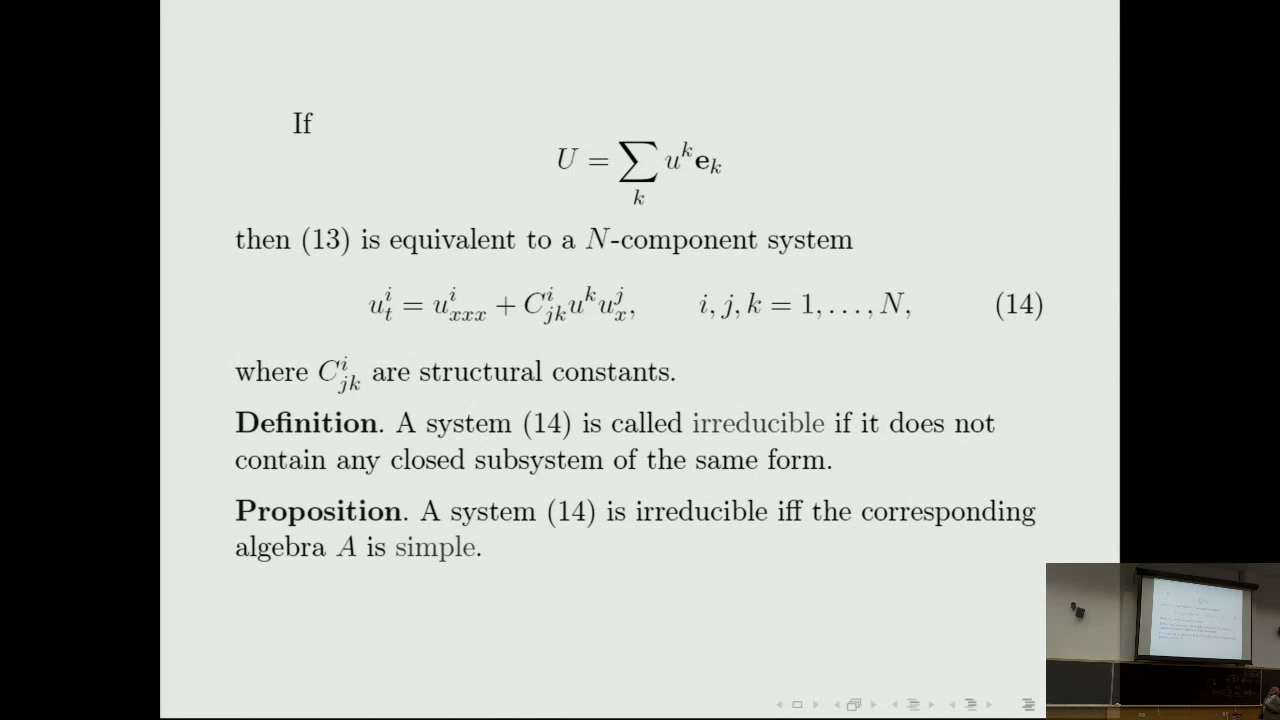 If
U = \sum_k u^k \mathbf{e}_k
then (13) is equivalent to a N-component system
u^i_t = u^i_{xxx} + C^i_{jk} u^k u^j_x, i, j, k = 1, . . . , N, (14)
where C^i_{jk} are structural constants.
Definition. A system (14) is called irreducible if it does not
contain any closed subsystem of the same form.
Proposition. A system (14) is irreducible iff the corresponding
algebra A is simple.